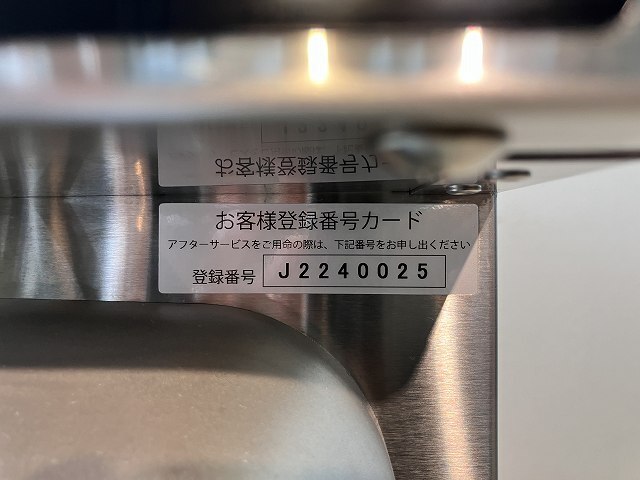 お客様登録番号カード
アフターサービスをご用命の際は、下記番号をお申し出ください
登録番号 J2240025